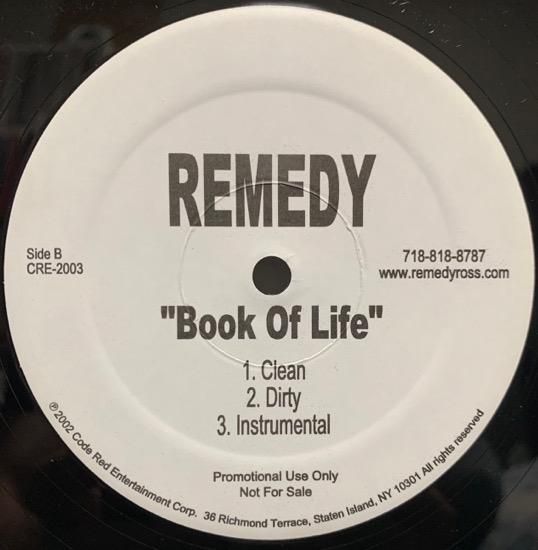 REMEDY
Side B
CRE-2003
718-818-8787
www.remedyross.com
"Book Of Life"
1. Clean
2. Dirty
3. Instrumental
Promotional Use Only
Not For Sale
℗ 2002 Code Red Entertainment Corp. 36 Richmond Terrace, Staten Island, NY 10301 All rights reserved